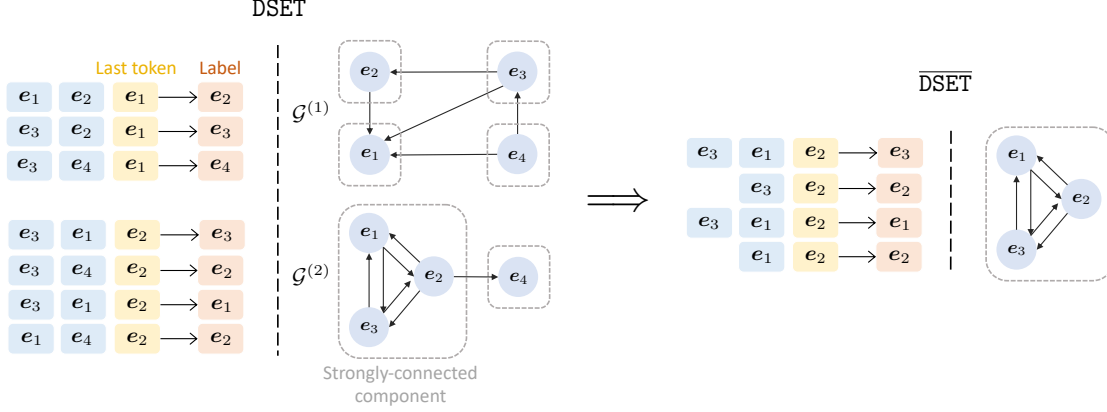 DSET
Last token Label
e₁ e₂ e₁ e₂
e₃ e₂ e₁ e₃
e₃ e₄ e₁ e₄
e₃ e₁ e₂ e₃
e₃ e₄ e₂ e₂
e₃ e₁ e₂ e₁
e₁ e₄ e₂ e₂
𝒢⁽¹⁾
e₂ e₃
e₁ e₄
𝒢⁽²⁾
e₁
e₂ e₄
e₃
Strongly-connected
component
⟹
D̅S̅E̅T̅
e₃ e₁ e₂ e₃
e₃ e₂ e₂
e₃ e₁ e₂ e₁
e₁ e₂ e₂
e₁
e₂
e₃